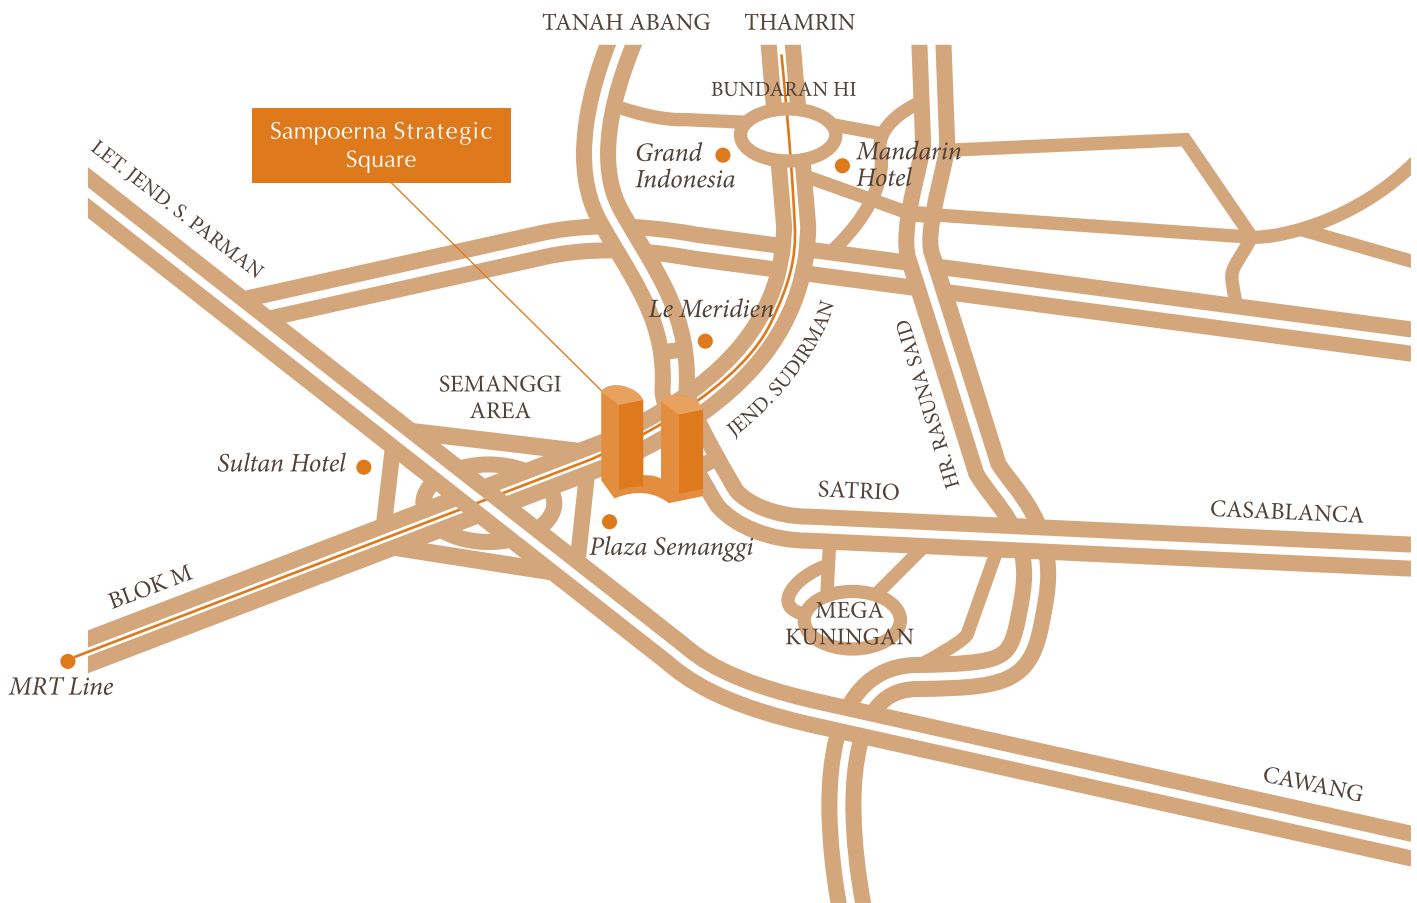 TANAH ABANG
THAMRIN
BUNDARAN HI
Sampoerna Strategic
Square
LET. JEND. S. PARMAN
Grand
Indonesia
Mandarin
Hotel
Le Meridien
JEND. SUDIRMAN
HR. RASUNA SAID
SEMANGGI
AREA
Sultan Hotel
SATRIO
CASABLANCA
Plaza Semanggi
BLOK M
MEGA
KUNINGAN
MRT Line
CAWANG